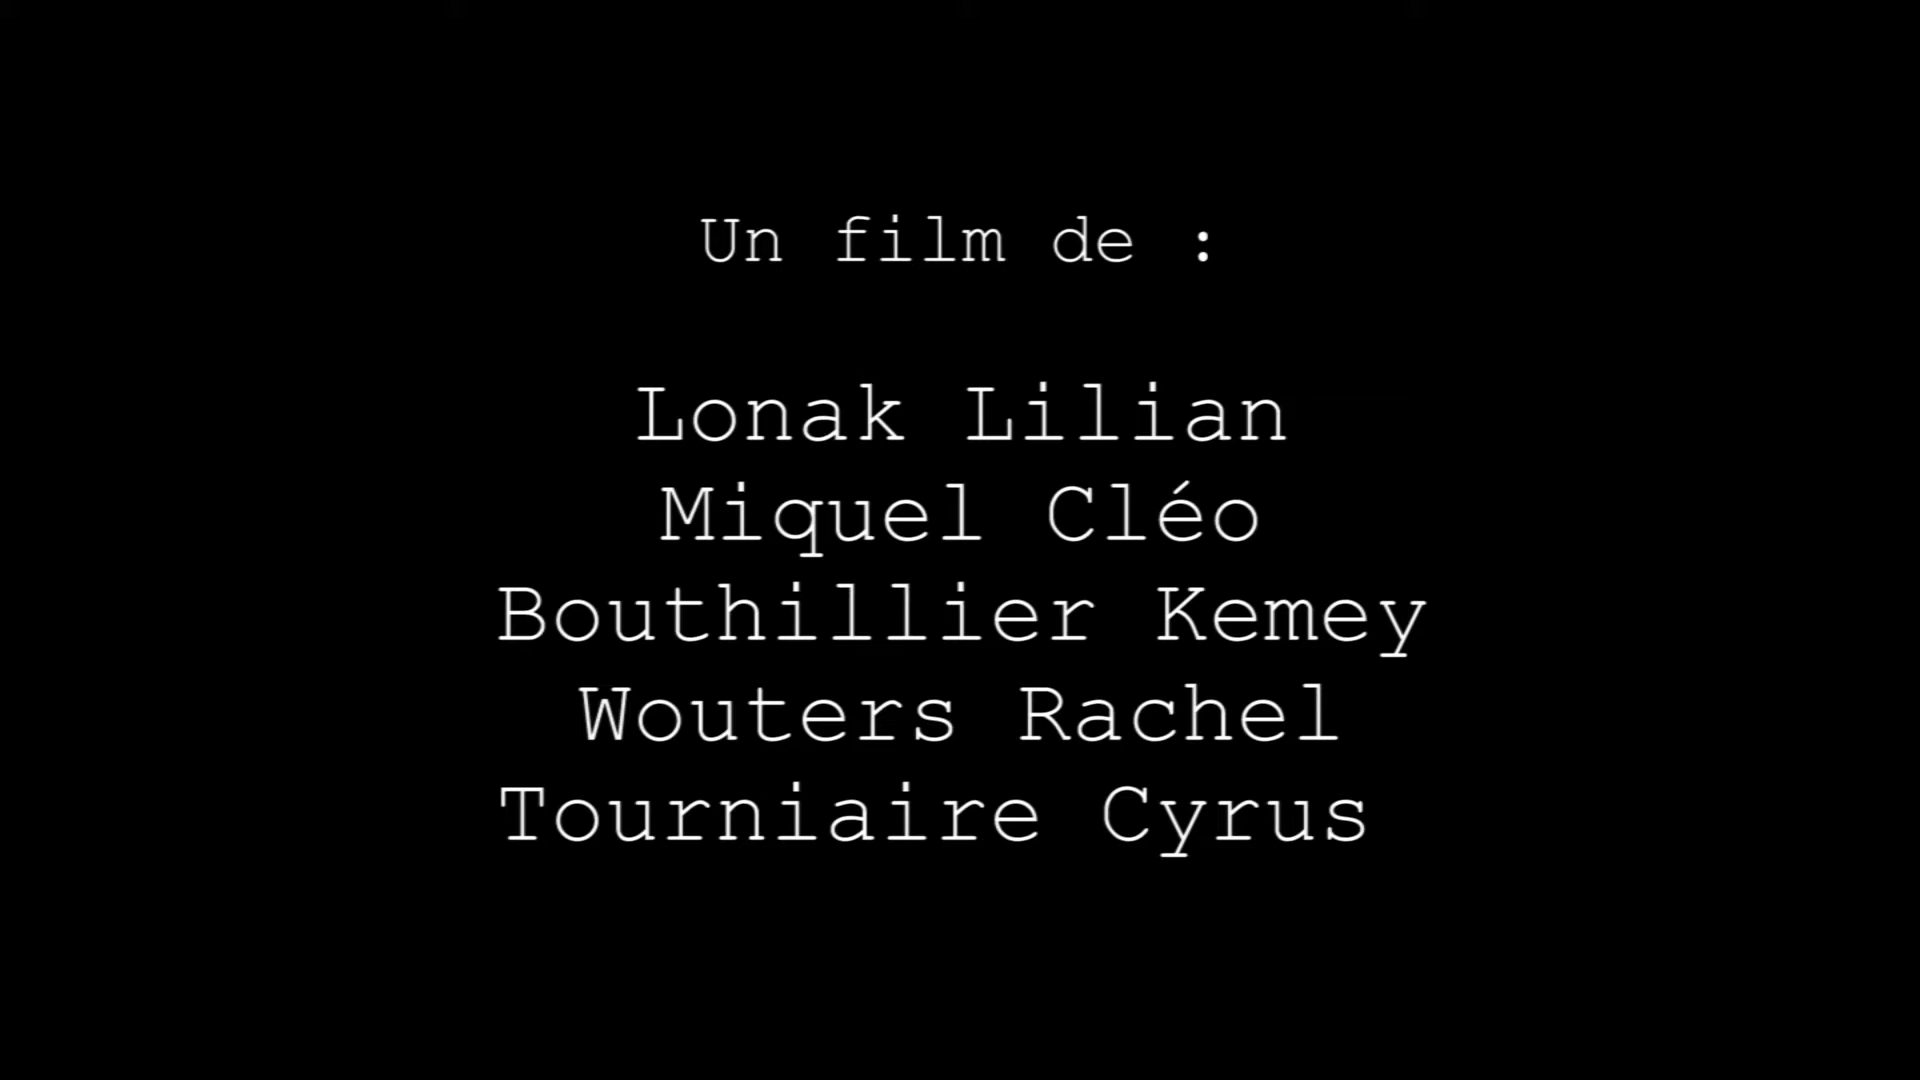 Un film de :
Lonak Lilian
Miquel Cléo
Bouthillier Kemey
Wouters Rachel
Tourniaire Cyrus